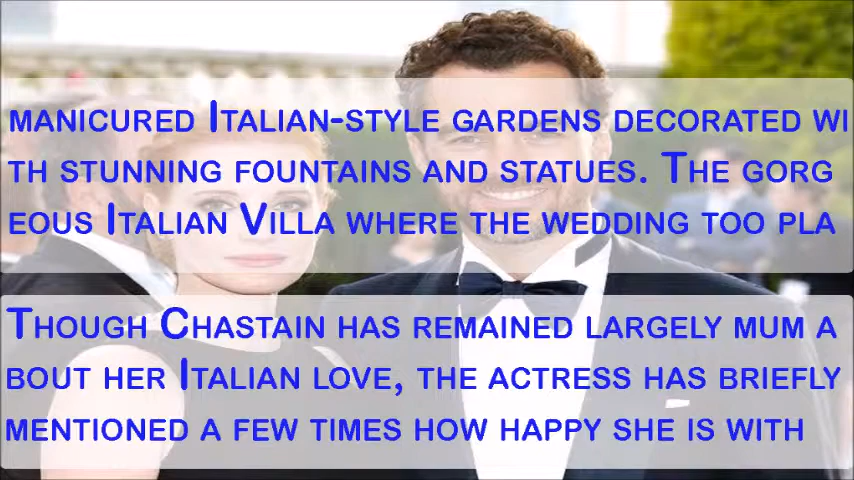 manicured Italian-style gardens decorated wi
th stunning fountains and statues. The gorg
eous Italian Villa where the wedding too pla
Though Chastain has remained largely mum a
bout her Italian love, the actress has briefly
mentioned a few times how happy she is with